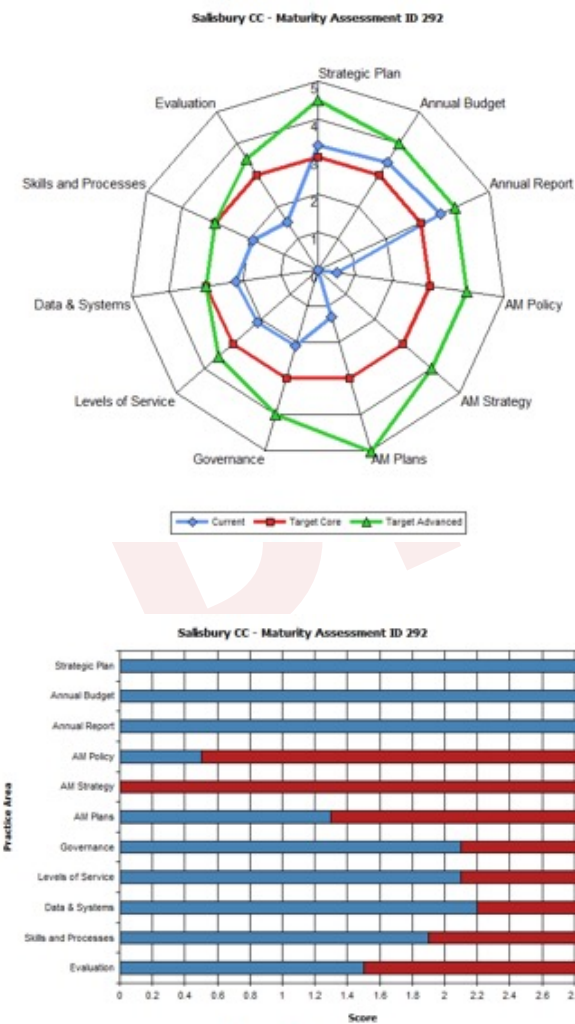 Salisbury CC - Maturity Assessment ID 292
Strategic Plan
5
Evaluation
Annual Budget
4
3
Skills and Processes
Annual Report
2
1
0
Data & Systems
AM Policy
Levels of Service
AM Strategy
Governance
AM Plans
Current
Target Core
Target Advanced
Salisbury CC - Maturity Assessment ID 292
Practice Area
Strategic Plan
Annual Budget
Annual Report
AM Policy
AM Strategy
AM Plans
Governance
Levels of Service
Data & Systems
Skills and Processes
Evaluation
0 0.2 0.4 0.6 0.8 1 1.2 1.4 1.6 1.8 2 2.2 2.4 2.6
Score